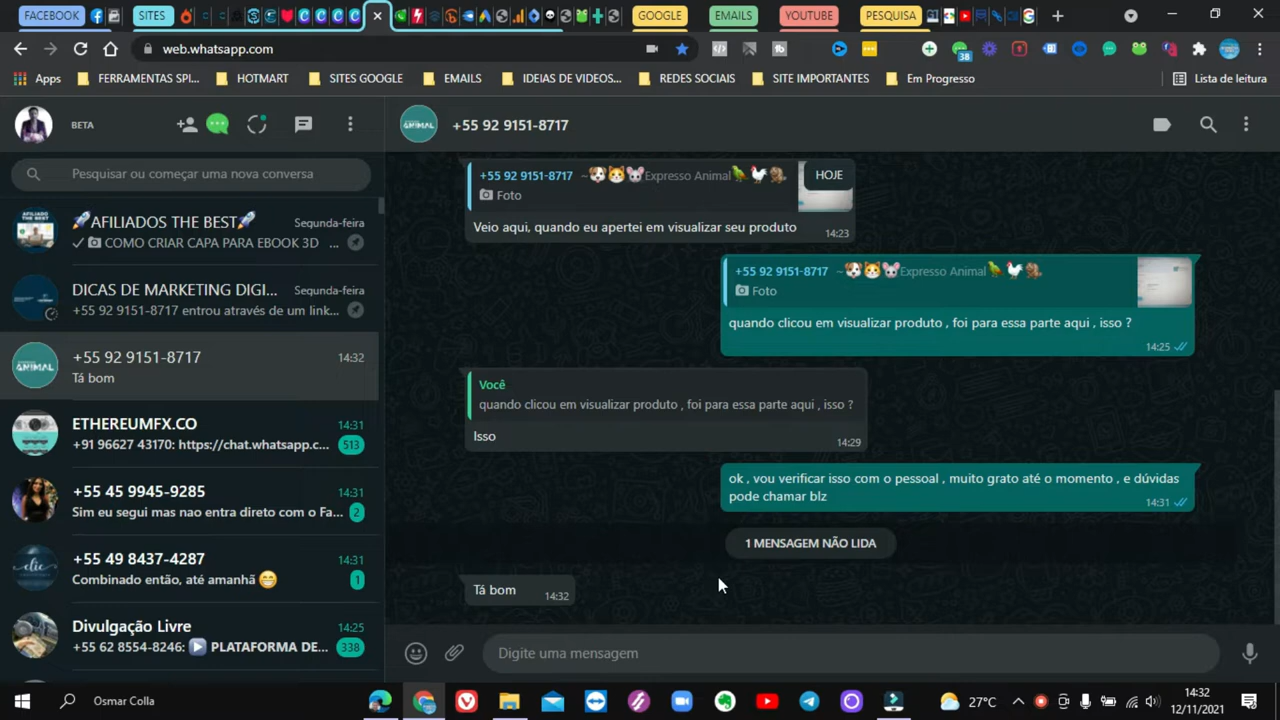 FACEBOOK
SITES
GOOGLE
EMAILS
YOUTUBE
PESQUISA
web.whatsapp.com
38
Apps
FERRAMENTAS SPI...
HOTMART
SITES GOOGLE
EMAILS
IDEIAS DE VIDEOS...
REDES SOCIAIS
SITE IMPORTANTES
Em Progresso
Lista de leitura
BETA
Pesquisar ou começar uma nova conversa
🚀AFILIADOS THE BEST🚀
Segunda-feira
COMO CRIAR CAPA PARA EBOOK 3D ...
DICAS DE MARKETING DIGI...
Segunda-feira
+55 92 9151-8717 entrou através de um link...
+55 92 9151-8717
14:32
Tá bom
ETHEREUMFX.CO
14:31
+91 96627 43170: https://chat.whatsapp.c...
513
+55 45 9945-9285
14:31
Sim eu segui mas nao entra direto com o Fa...
2
+55 49 8437-4287
14:31
Combinado então, até amanhã 😁
1
Divulgação Livre
14:25
+55 62 8554-8246: ▶ PLATAFORMA DE...
338
ANIMAL
+55 92 9151-8717
+55 92 9151-8717 ~🐶🐱🐭Expresso Animal🦜🐓🐕
HOJE
Foto
Veio aqui, quando eu apertei em visualizar seu produto
14:23
+55 92 9151-8717 ~🐶🐱🐭Expresso Animal🦜🐓🐕
Foto
quando clicou em visualizar produto , foi para essa parte aqui , isso ?
14:25
Você
quando clicou em visualizar produto , foi para essa parte aqui , isso ?
Isso
14:29
ok , vou verificar isso com o pessoal , muito grato até o momento , e dúvidas
pode chamar blz
14:31
1 MENSAGEM NÃO LIDA
Tá bom
14:32
Digite uma mensagem
Osmar Colla
27°C
14:32
12/11/2021